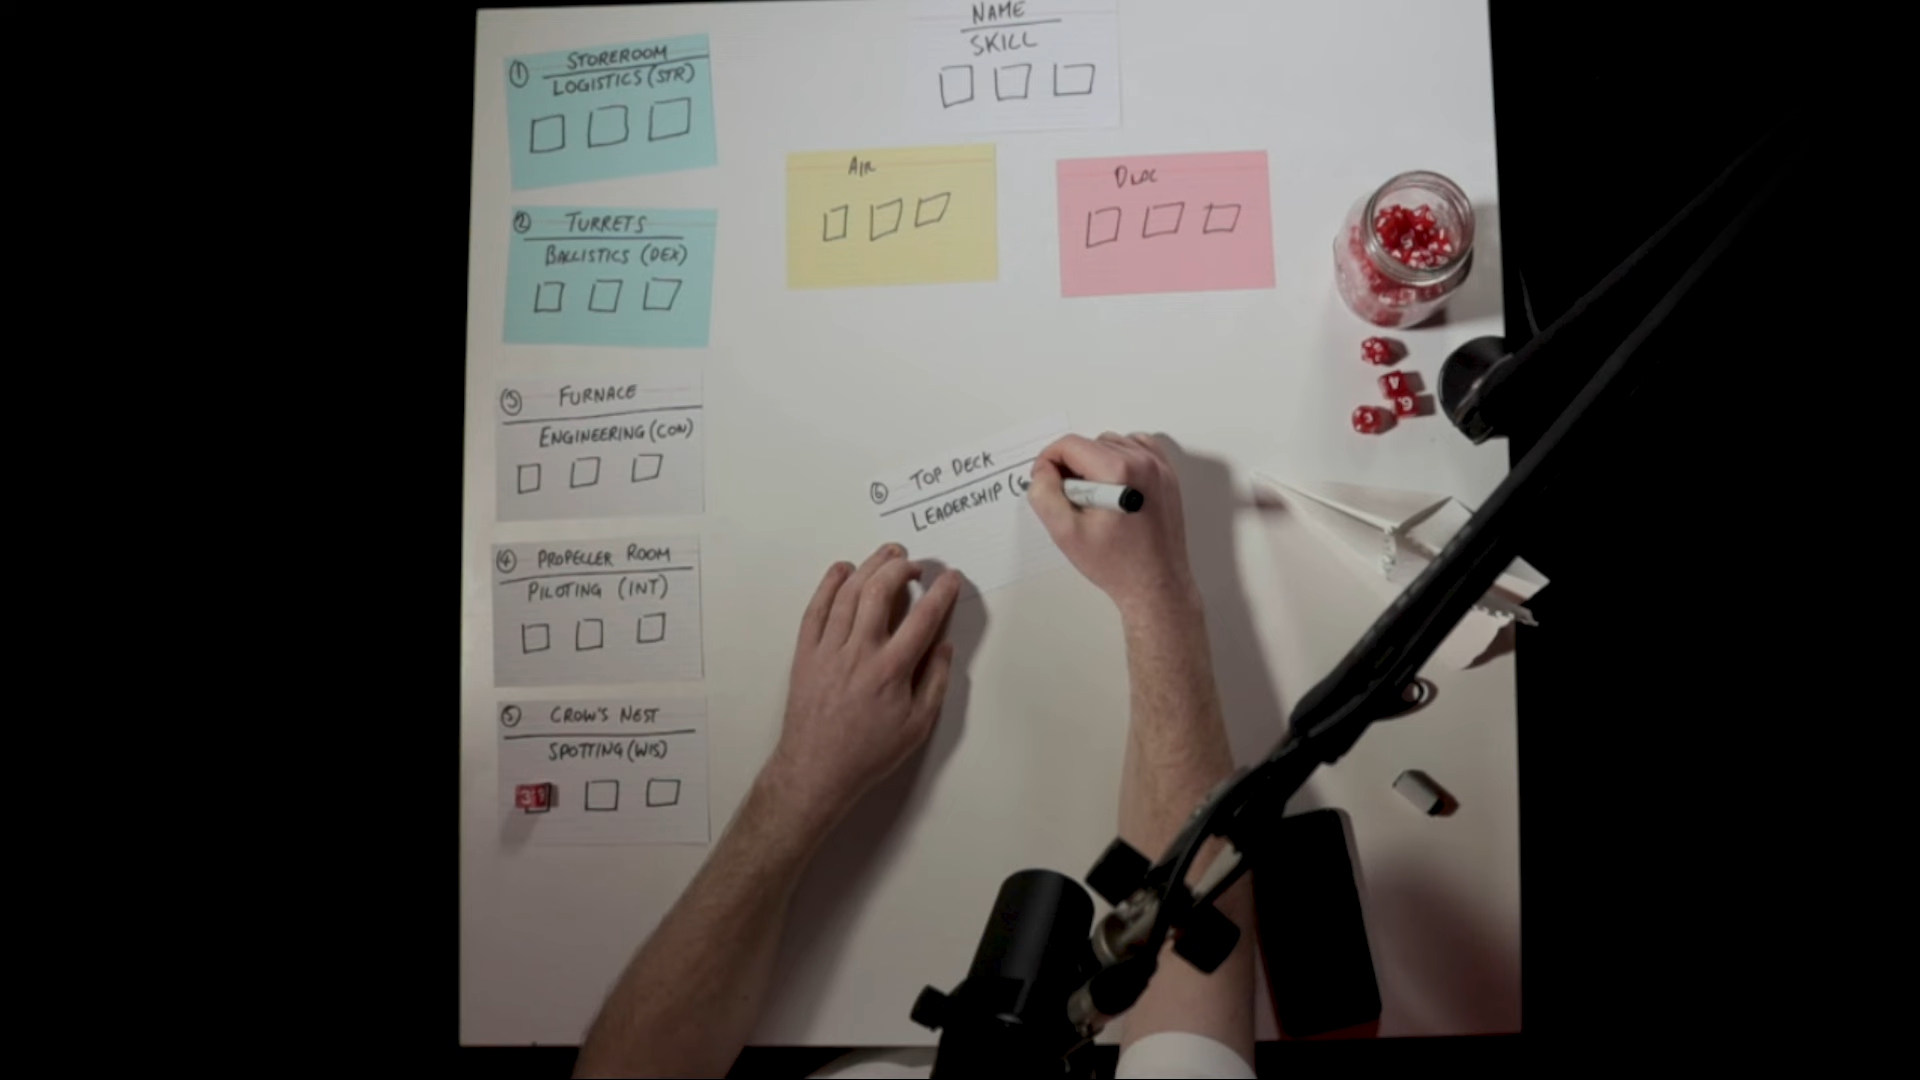 ① STOREROOM
LOGISTICS (STR)
② TURRETS
BALLISTICS (DEX)
③ FURNACE
ENGINEERING (CON)
④ PROPELLER ROOM
PILOTING (INT)
⑤ CROW'S NEST
SPOTTING (WIS)
NAME
SKILL
AIR
⑥ TOP DECK
LEADERSHIP (